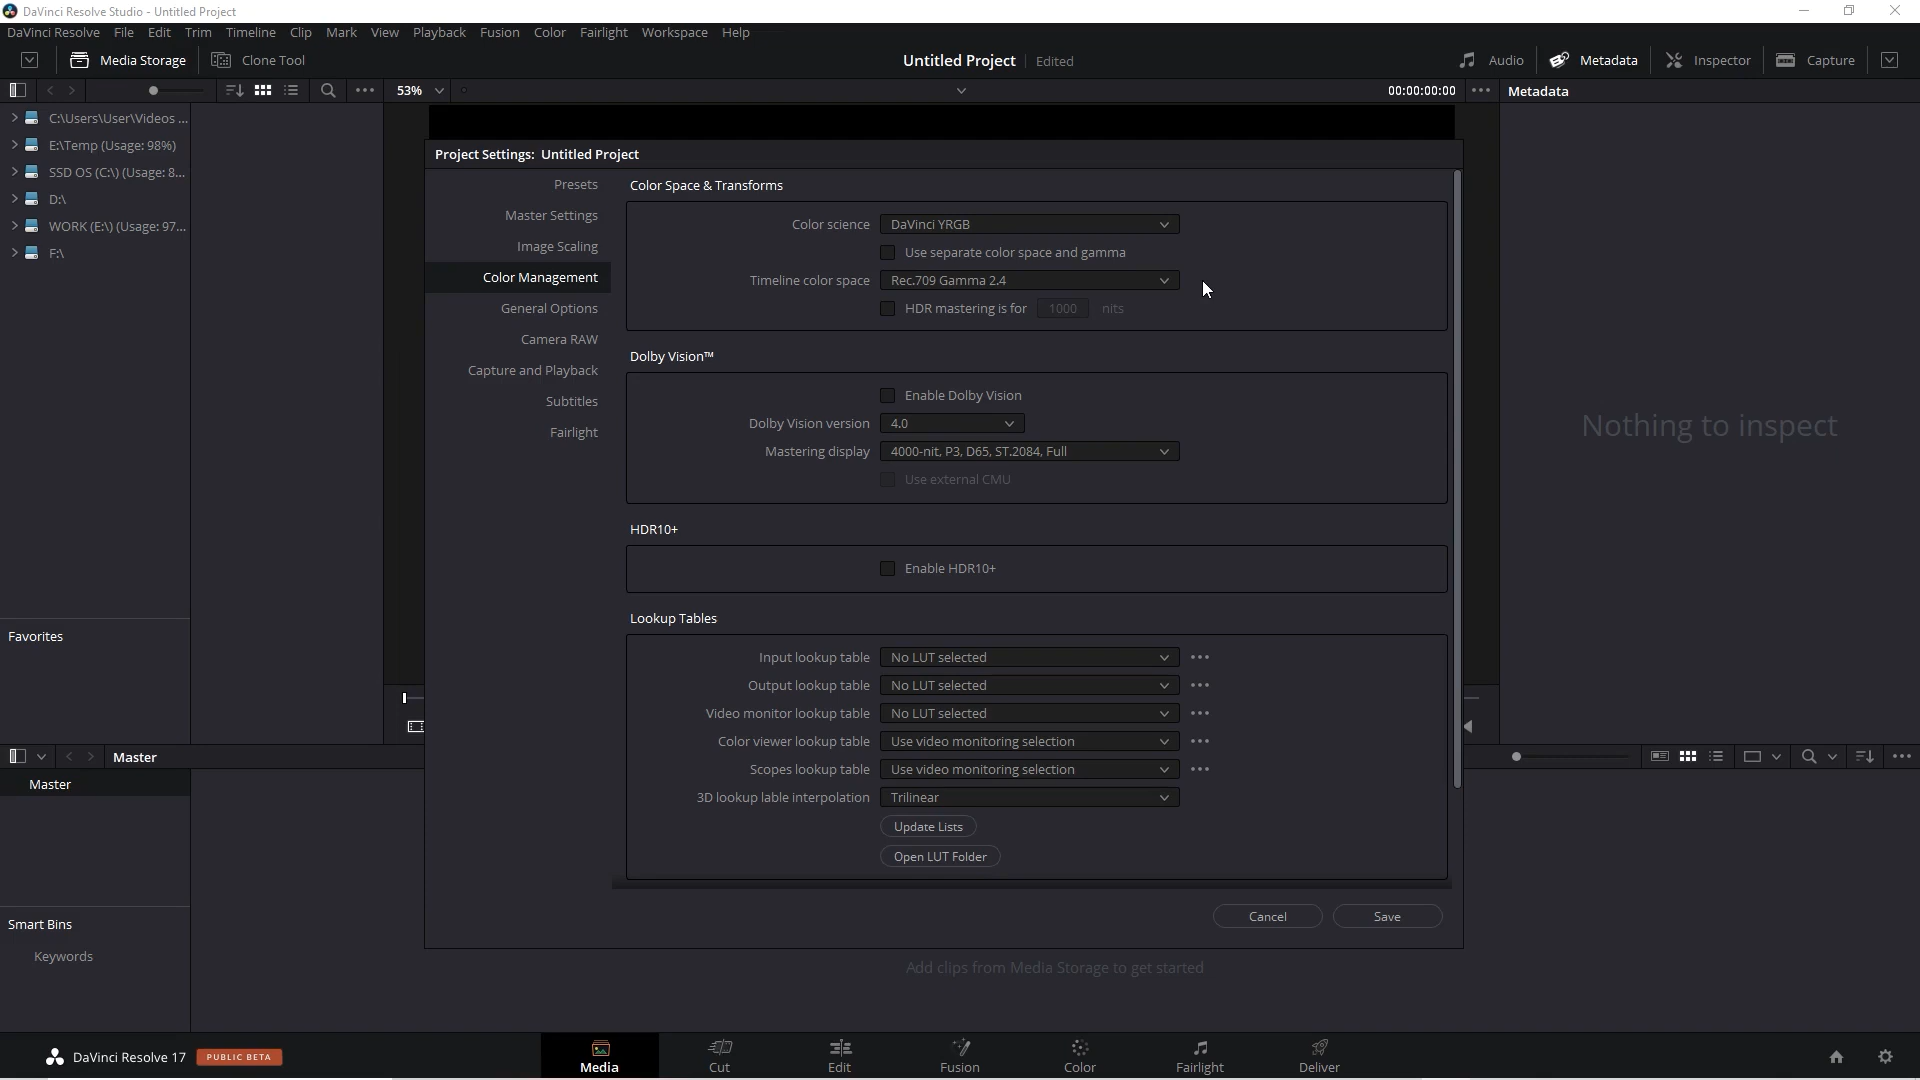 DaVinci Resolve Studio - Untitled Project
DaVinci Resolve File Edit Trim Timeline Clip Mark View Playback Fusion Color Fairlight Workspace Help
Media Storage Clone Tool Untitled Project Edited Audio Metadata Inspector Capture
53% 00:00:00:00 Metadata
C:\Users\User\Videos ...
E:\Temp (Usage: 98%)
SSD OS (C:\) (Usage: 8...
D:\
WORK (E:\) (Usage: 97...
F:\
Favorites
Project Settings: Untitled Project
Presets
Master Settings
Image Scaling
Color Management
General Options
Camera RAW
Capture and Playback
Subtitles
Fairlight
Color Space & Transforms
Color science DaVinci YRGB
Use separate color space and gamma
Timeline color space Rec.709 Gamma 2.4
HDR mastering is for 1000 nits
Dolby Vision™
Enable Dolby Vision
Dolby Vision version 4.0
Mastering display 4000-nit, P3, D65, ST.2084, Full
Use external CMU
HDR10+
Enable HDR10+
Lookup Tables
Input lookup table No LUT selected
Output lookup table No LUT selected
Video monitor lookup table No LUT selected
Color viewer lookup table Use video monitoring selection
Scopes lookup table Use video monitoring selection
3D lookup lable interpolation Trilinear
Update Lists
Open LUT Folder
Cancel Save
Nothing to inspect
Master
Master
Smart Bins
Keywords
Add clips from Media Storage to get started
DaVinci Resolve 17 PUBLIC BETA
Media Cut Edit Fusion Color Fairlight Deliver